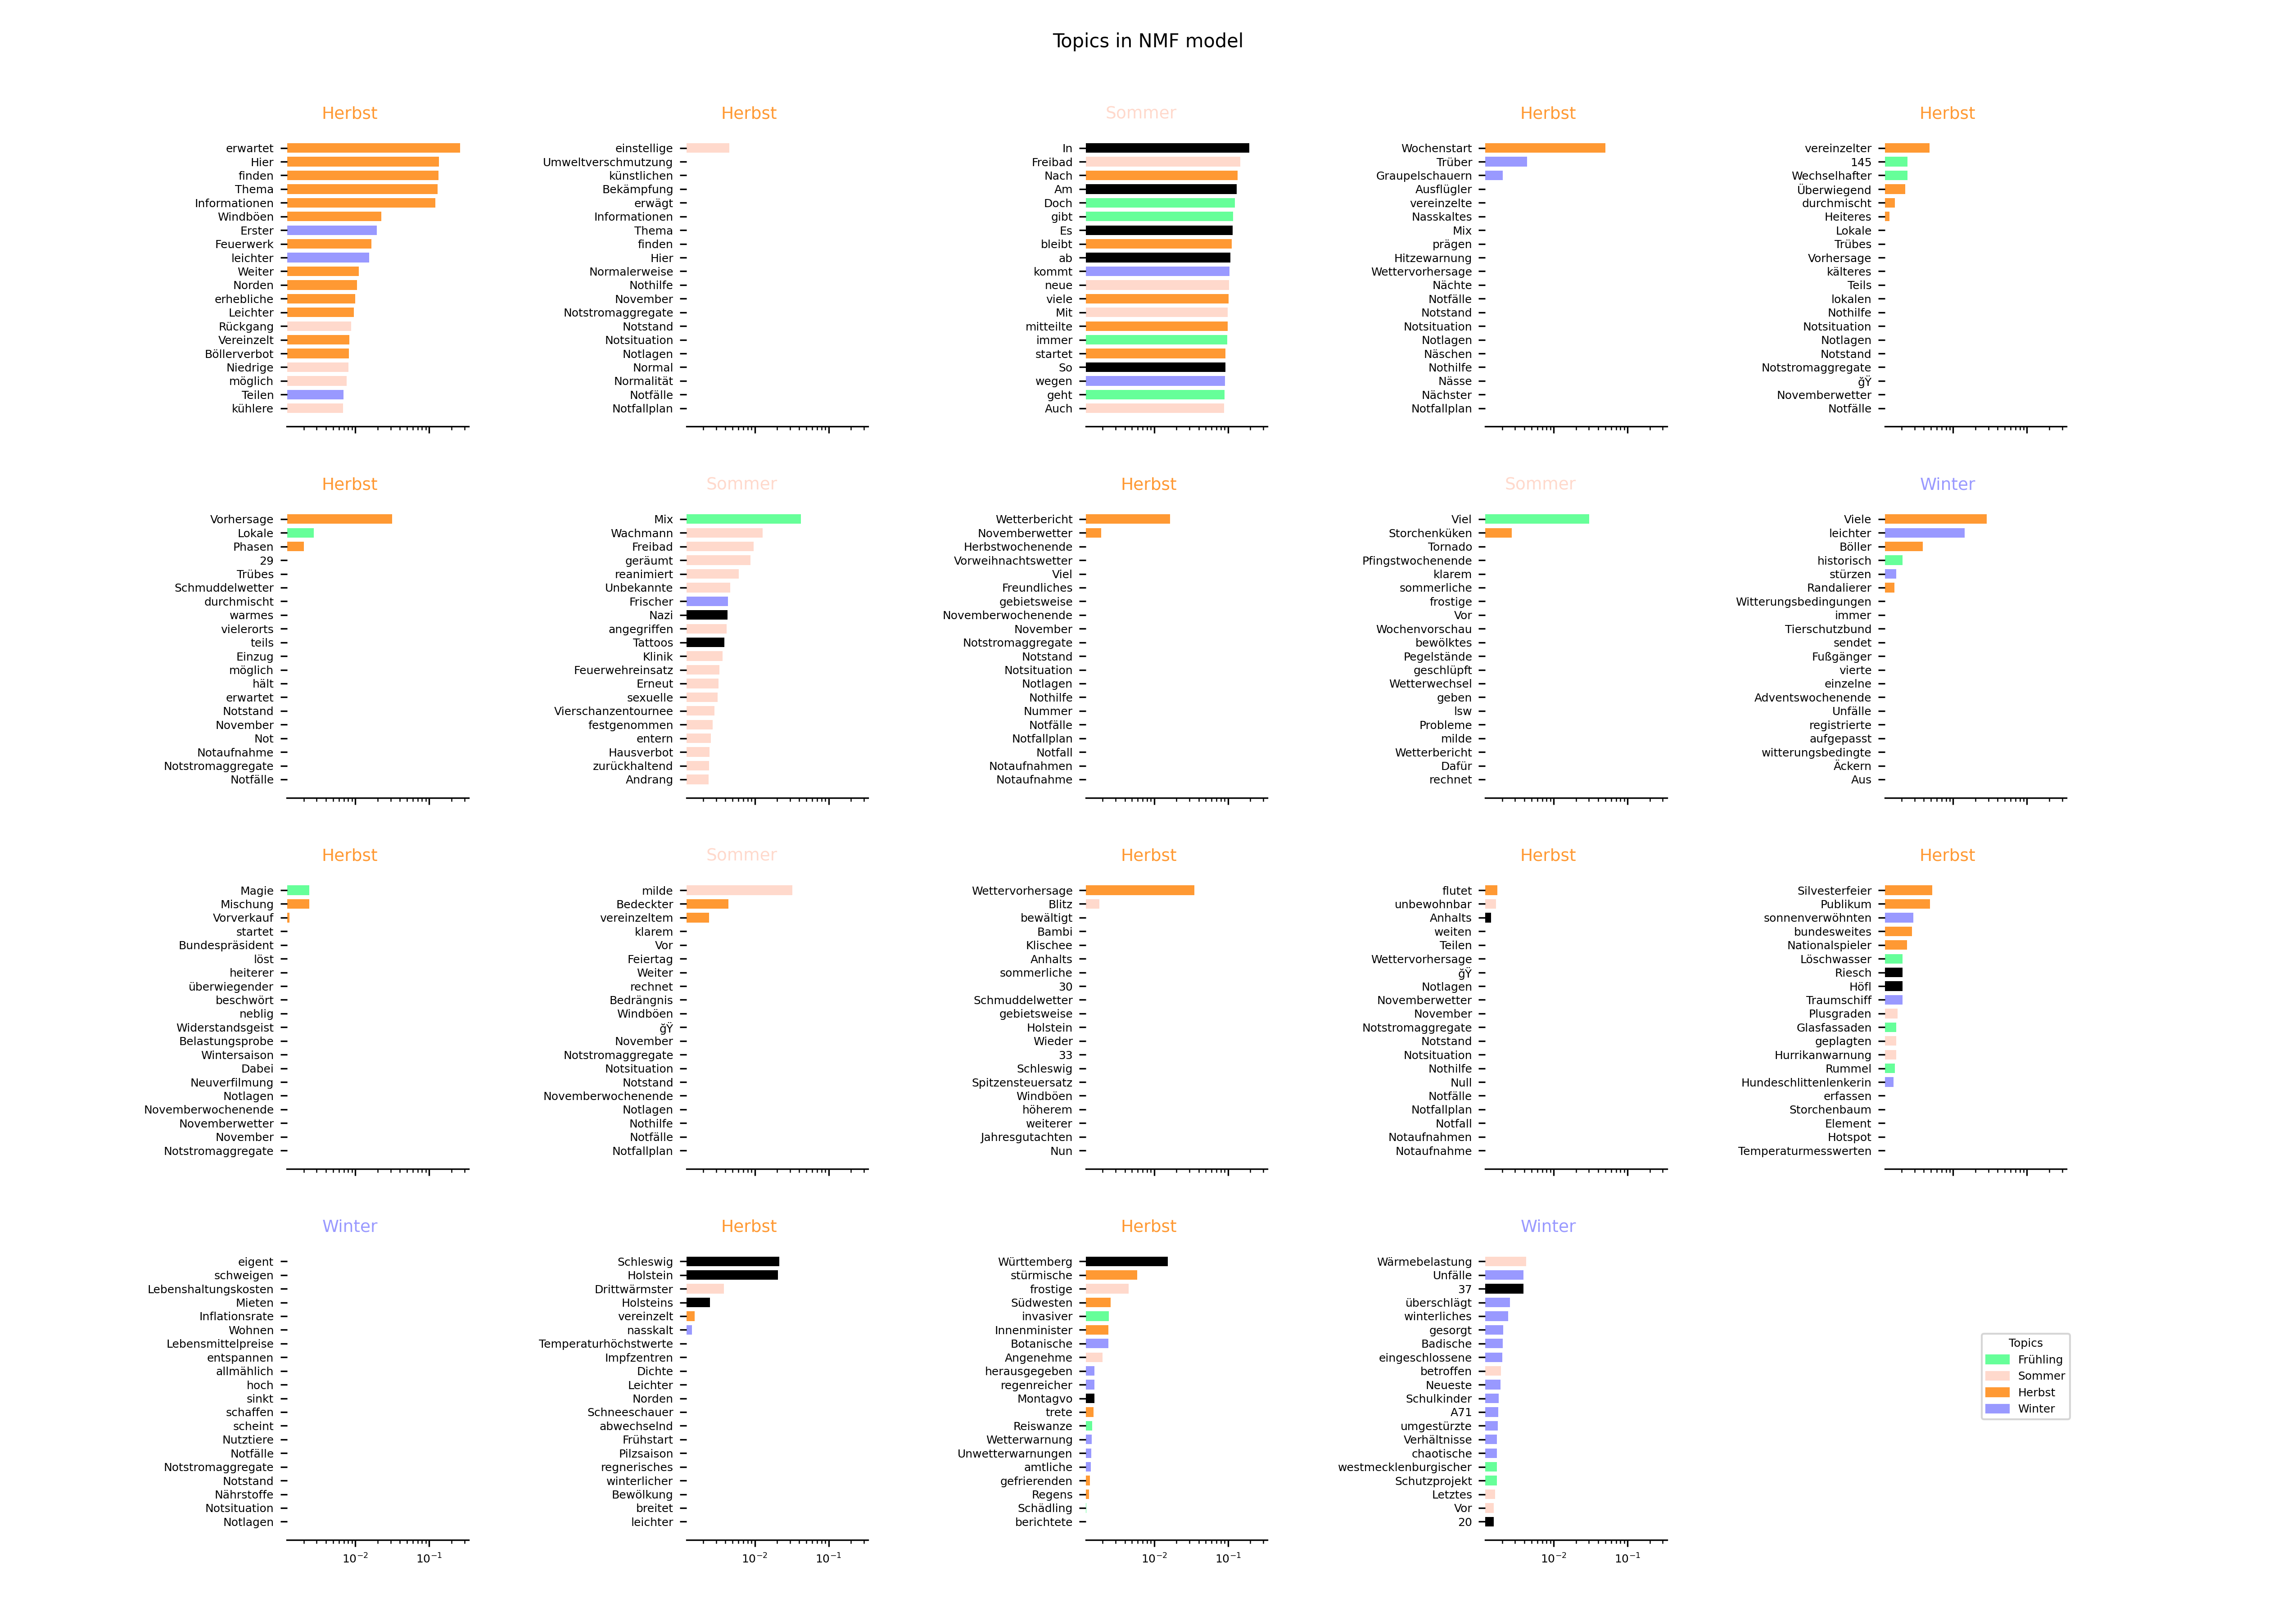 Topics in NMF model
Herbst
erwartet
Hier
finden
Thema
Informationen
Windböen
Erster
Feuerwerk
leichter
Weiter
Norden
erhebliche
Leichter
Rückgang
Vereinzelt
Böllerverbot
Niedrige
möglich
Teilen
kühlere
Herbst
einstellige
Umweltverschmutzung
künstlichen
Bekämpfung
erwägt
Informationen
Thema
finden
Hier
Normalerweise
Nothilfe
November
Notstromaggregate
Notstand
Notsituation
Notlagen
Normal
Normalität
Notfälle
Notfallplan
Sommer
In
Freibad
Nach
Am
Doch
gibt
Es
bleibt
ab
kommt
neue
viele
Mit
mitteilte
immer
startet
So
wegen
geht
Auch
Herbst
Wochenstart
Trüber
Graupelschauern
Ausflügler
vereinzelte
Nasskaltes
Mix
prägen
Hitzewarnung
Wettervorhersage
Nächte
Notfälle
Notstand
Notsituation
Notlagen
Näschen
Nothilfe
Nässe
Nächster
Notfallplan
Herbst
vereinzelter
145
Wechselhafter
Überwiegend
durchmischt
Heiteres
Lokale
Trübes
Vorhersage
kälteres
Teils
lokalen
Nothilfe
Notsituation
Notlagen
Notstand
Notstromaggregate
ğŸ
Novemberwetter
Notfälle
Herbst
Vorhersage
Lokale
Phasen
29
Trübes
Schmuddelwetter
durchmischt
warmes
vielerorts
teils
Einzug
möglich
hält
erwartet
Notstand
November
Not
Notaufnahme
Notstromaggregate
Notfälle
Sommer
Mix
Wachmann
Freibad
geräumt
reanimiert
Unbekannte
Frischer
Nazi
angegriffen
Tattoos
Klinik
Feuerwehreinsatz
Erneut
sexuelle
Vierschanzentournee
festgenommen
entern
Hausverbot
zurückhaltend
Andrang
Herbst
Wetterbericht
Novemberwetter
Herbstwochenende
Vorweihnachtswetter
Viel
Freundliches
gebietsweise
Novemberwochenende
November
Notstromaggregate
Notstand
Notsituation
Notlagen
Nothilfe
Nummer
Notfälle
Notfallplan
Notfall
Notaufnahmen
Notaufnahme
Sommer
Viel
Storchenküken
Tornado
Pfingstwochenende
klarem
sommerliche
frostige
Vor
Wochenvorschau
bewölktes
Pegelstände
geschlüpft
Wetterwechsel
geben
lsw
Probleme
milde
Wetterbericht
Dafür
rechnet
Winter
Viele
leichter
Böller
historisch
stürzen
Randalierer
Witterungsbedingungen
immer
Tierschutzbund
sendet
Fußgänger
vierte
einzelne
Adventswochenende
Unfälle
registrierte
aufgepasst
witterungsbedingte
Äckern
Aus
Herbst
Magie
Mischung
Vorverkauf
startet
Bundespräsident
löst
heiterer
überwiegender
beschwört
neblig
Widerstandsgeist
Belastungsprobe
Wintersaison
Dabei
Neuverfilmung
Notlagen
Novemberwochenende
Novemberwetter
November
Notstromaggregate
Sommer
milde
Bedeckter
vereinzeltem
klarem
Vor
Feiertag
Weiter
rechnet
Bedrängnis
Windböen
ğŸ
November
Notstromaggregate
Notsituation
Notstand
Novemberwochenende
Notlagen
Nothilfe
Notfälle
Notfallplan
Herbst
Wettervorhersage
Blitz
bewältigt
Bambi
Klischee
Anhalts
sommerliche
30
Schmuddelwetter
gebietsweise
Holstein
Wieder
33
Schleswig
Spitzensteuersatz
Windböen
höherem
weiterer
Jahresgutachten
Nun
Herbst
flutet
unbewohnbar
Anhalts
weiten
Teilen
Wettervorhersage
ğŸ
Notlagen
Novemberwetter
November
Notstromaggregate
Notstand
Notsituation
Nothilfe
Null
Notfälle
Notfallplan
Notfall
Notaufnahmen
Notaufnahme
Herbst
Silvesterfeier
Publikum
sonnenverwöhnten
bundesweites
Nationalspieler
Löschwasser
Riesch
Höfl
Traumschiff
Plusgraden
Glasfassaden
geplagten
Hurrikanwarnung
Rummel
Hundeschlittenlenkerin
erfassen
Storchenbaum
Element
Hotspot
Temperaturmesswerten
Winter
eigent
schweigen
Lebenshaltungskosten
Mieten
Inflationsrate
Wohnen
Lebensmittelpreise
entspannen
allmählich
hoch
sinkt
schaffen
scheint
Nutztiere
Notfälle
Notstromaggregate
Notstand
Nährstoffe
Notsituation
Notlagen
10⁻² 10⁻¹
Herbst
Schleswig
Holstein
Drittwärmster
Holsteins
vereinzelt
nasskalt
Temperaturhöchstwerte
Impfzentren
Dichte
Leichter
Norden
Schneeschauer
abwechselnd
Frühstart
Pilzsaison
regnerisches
winterlicher
Bewölkung
breitet
leichter
10⁻² 10⁻¹
Herbst
Württemberg
stürmische
frostige
Südwesten
invasiver
Innenminister
Botanische
Angenehme
herausgegeben
regenreicher
Montagvo
trete
Reiswanze
Wetterwarnung
Unwetterwarnungen
amtliche
gefrierenden
Regens
Schädling
berichtete
10⁻² 10⁻¹
Winter
Wärmebelastung
Unfälle
37
überschlägt
winterliches
gesorgt
Badische
eingeschlossene
betroffen
Neueste
Schulkinder
A71
umgestürzte
Verhältnisse
chaotische
westmecklenburgischer
Schutzprojekt
Letztes
Vor
20
10⁻² 10⁻¹
Topics
Frühling
Sommer
Herbst
Winter